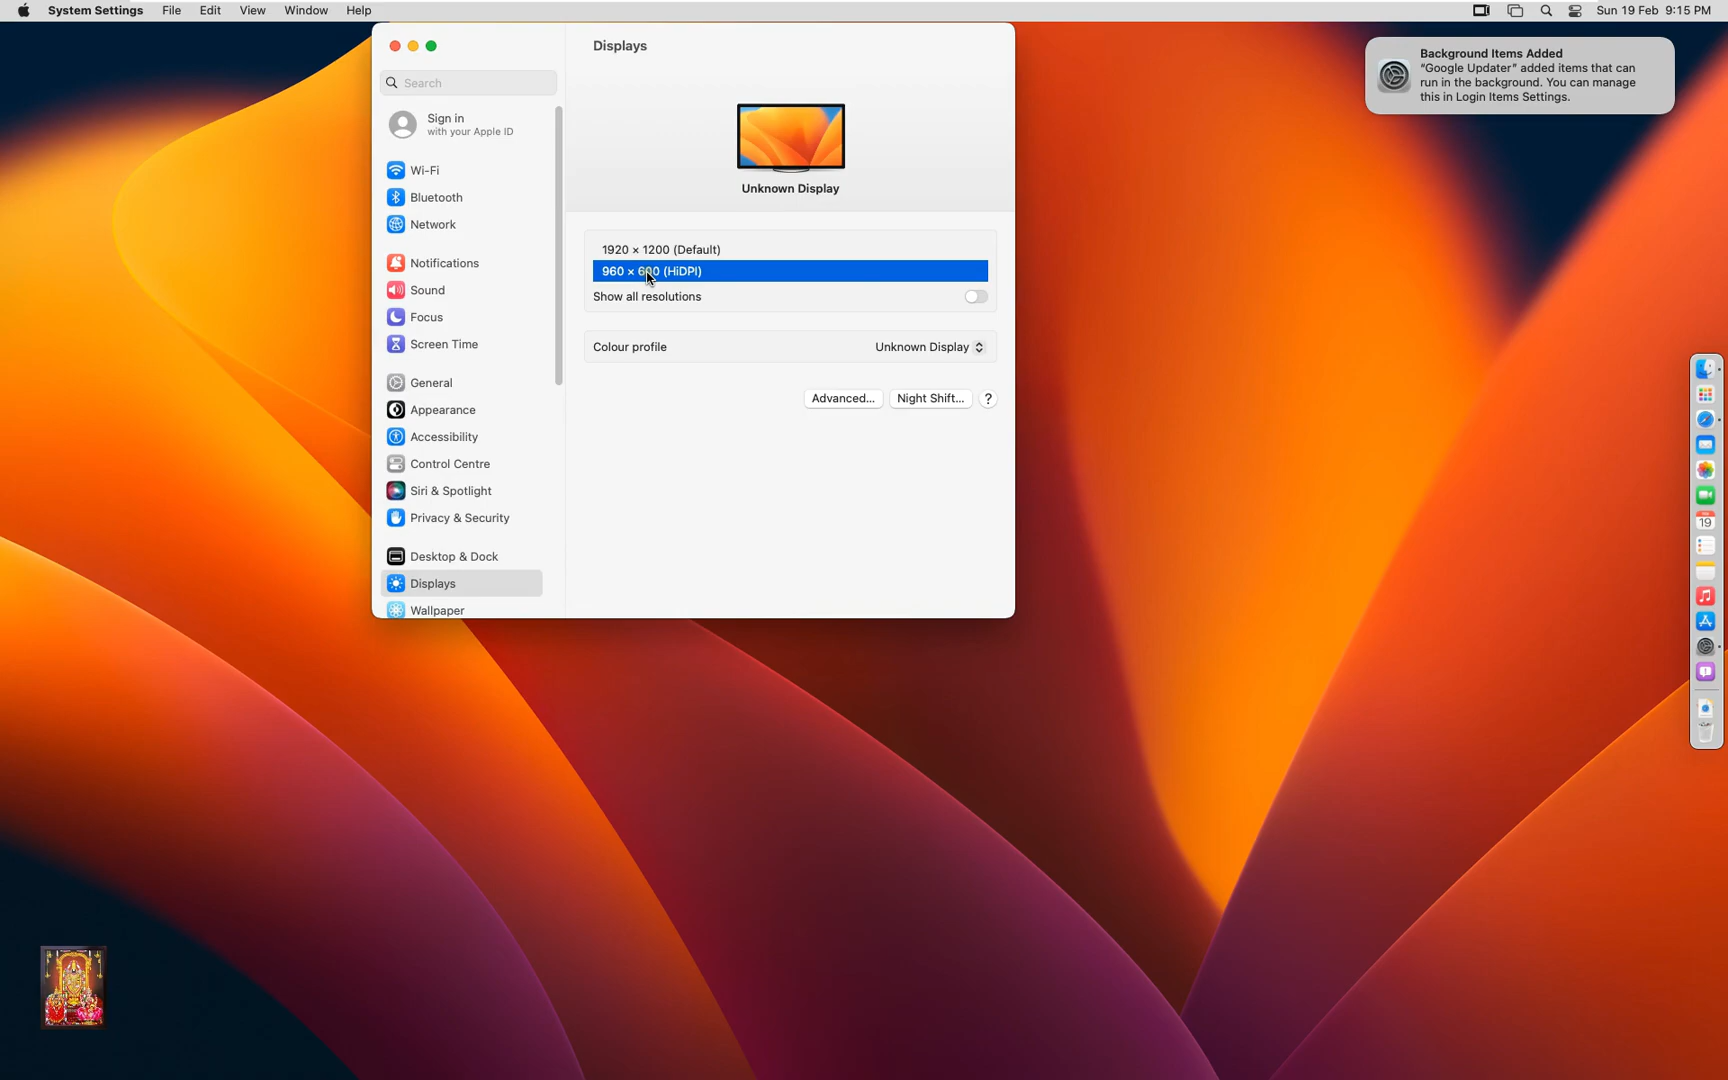 System Settings File Edit View Window Help Sun 19 Feb 9:15 PM
Displays
Background Items Added
“Google Updater” added items that can
run in the background. You can manage
this in Login Items Settings.
Search
Sign in
with your Apple ID
Wi-Fi
Bluetooth
Network
Notifications
Sound
Focus
Screen Time
General
Appearance
Accessibility
Control Centre
Siri & Spotlight
Privacy & Security
Desktop & Dock
Displays
Wallpaper
Unknown Display
1920 × 1200 (Default)
960 × 600 (HiDPI)
Show all resolutions
Colour profile Unknown Display
Advanced... Night Shift... ?
19